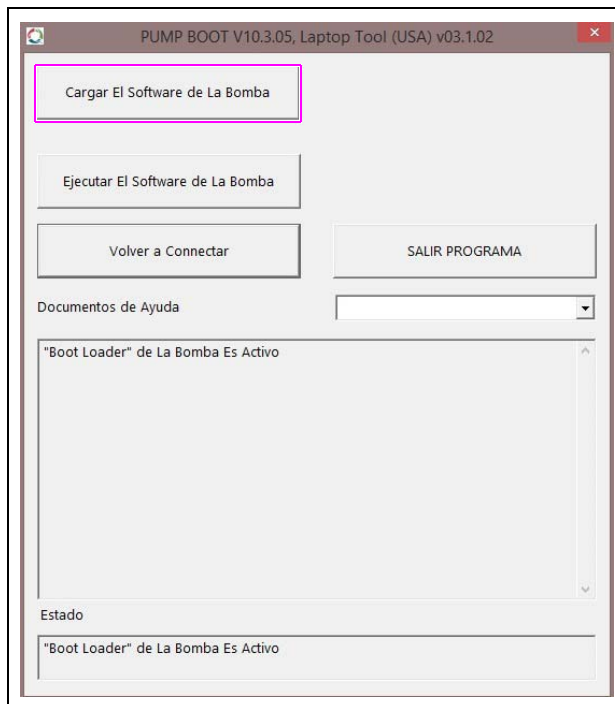 PUMP BOOT V10.3.05, Laptop Tool (USA) v03.1.02
Cargar El Software de La Bomba
Ejecutar El Software de La Bomba
Volver a Connectar
SALIR PROGRAMA
Documentos de Ayuda
"Boot Loader" de La Bomba Es Activo
Estado
"Boot Loader" de La Bomba Es Activo